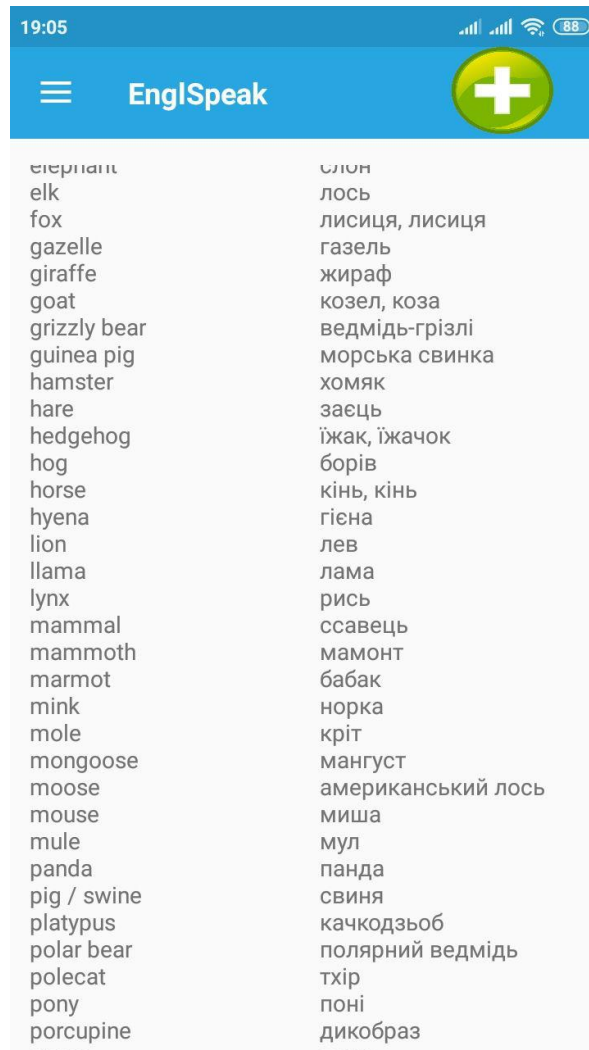 19:05 88
EnglSpeak
elephant слон
elk лось
fox лисиця, лисиця
gazelle газель
giraffe жираф
goat козел, коза
grizzly bear ведмідь-грізлі
guinea pig морська свинка
hamster хомяк
hare заєць
hedgehog їжак, їжачок
hog борів
horse кінь, кінь
hyena гієна
lion лев
llama лама
lynx рись
mammal ссавець
mammoth мамонт
marmot бабак
mink норка
mole кріт
mongoose мангуст
moose американський лось
mouse миша
mule мул
panda панда
pig / swine свиня
platypus качкодзьоб
polar bear полярний ведмідь
polecat тхір
pony поні
porcupine дикобраз